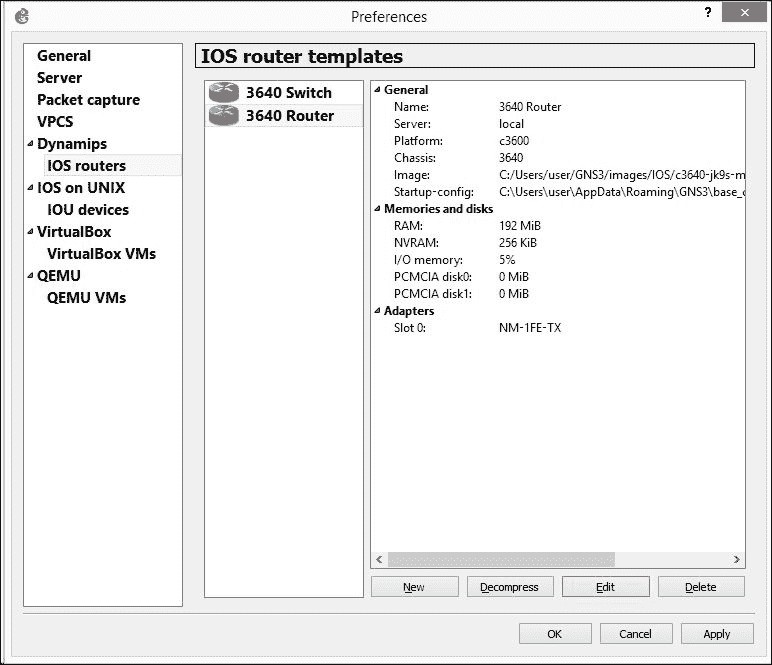 Preferences
?
IOS router templates
General
Server
Packet capture
VPCS
Dynamips
IOS routers
IOS on UNIX
IOU devices
VirtualBox
VirtualBox VMs
QEMU
QEMU VMs
3640 Switch
3640 Router
General
Name: 3640 Router
Server: local
Platform: c3600
Chassis: 3640
Image: C:/Users/user/GNS3/images/IOS/c3640-jk9s-m
Startup-config: C:\Users\user\AppData\Roaming\GNS3\base_c
Memories and disks
RAM: 192 MiB
NVRAM: 256 KiB
I/O memory: 5%
PCMCIA disk0: 0 MiB
PCMCIA disk1: 0 MiB
Adapters
Slot 0: NM-1FE-TX
New Decompress Edit Delete
OK Cancel Apply